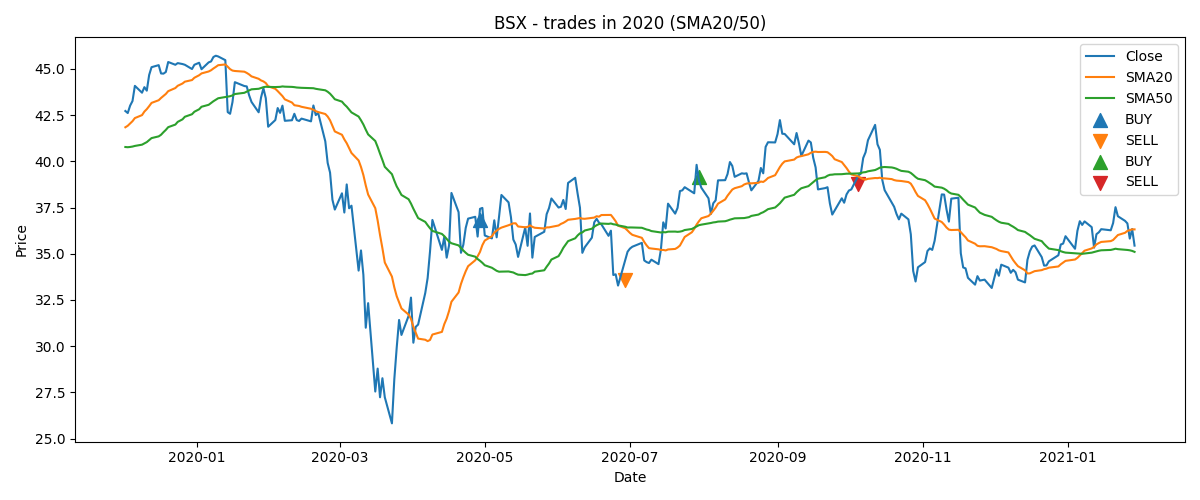 BSX - trades in 2020 (SMA20/50)
Close
SMA20
SMA50
BUY
SELL
BUY
SELL
Price
45.0
42.5
40.0
37.5
35.0
32.5
30.0
27.5
25.0
2020-01 2020-03 2020-05 2020-07 2020-09 2020-11 2021-01
Date